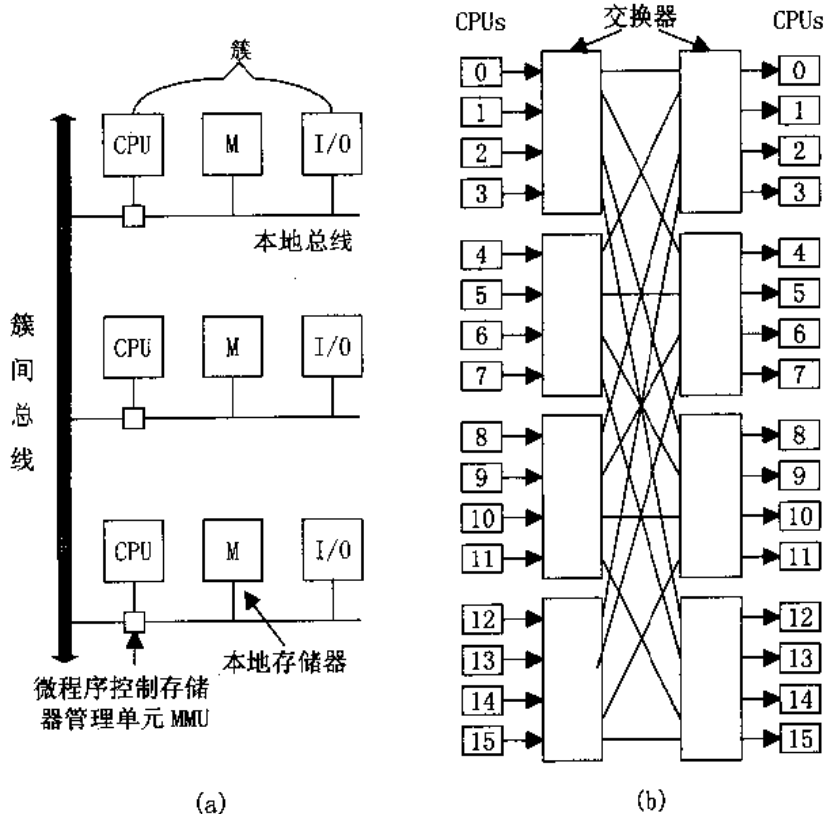 簇
CPU M I/O
本地总线
簇间总线
CPU M I/O
CPU M I/O
本地存储器
微程序控制存储
器管理单元 MMU
(a)
CPUs 交换器 CPUs
0 0
1 1
2 2
3 3
4 4
5 5
6 6
7 7
8 8
9 9
10 10
11 11
12 12
13 13
14 14
15 15
(b)